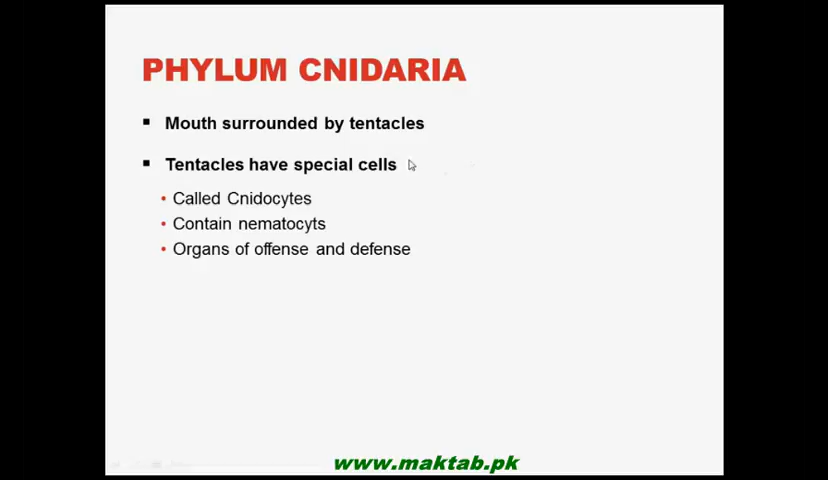 PHYLUM CNIDARIA
Mouth surrounded by tentacles
Tentacles have special cells
Called Cnidocytes
Contain nematocyts
Organs of offense and defense
www.maktab.pk